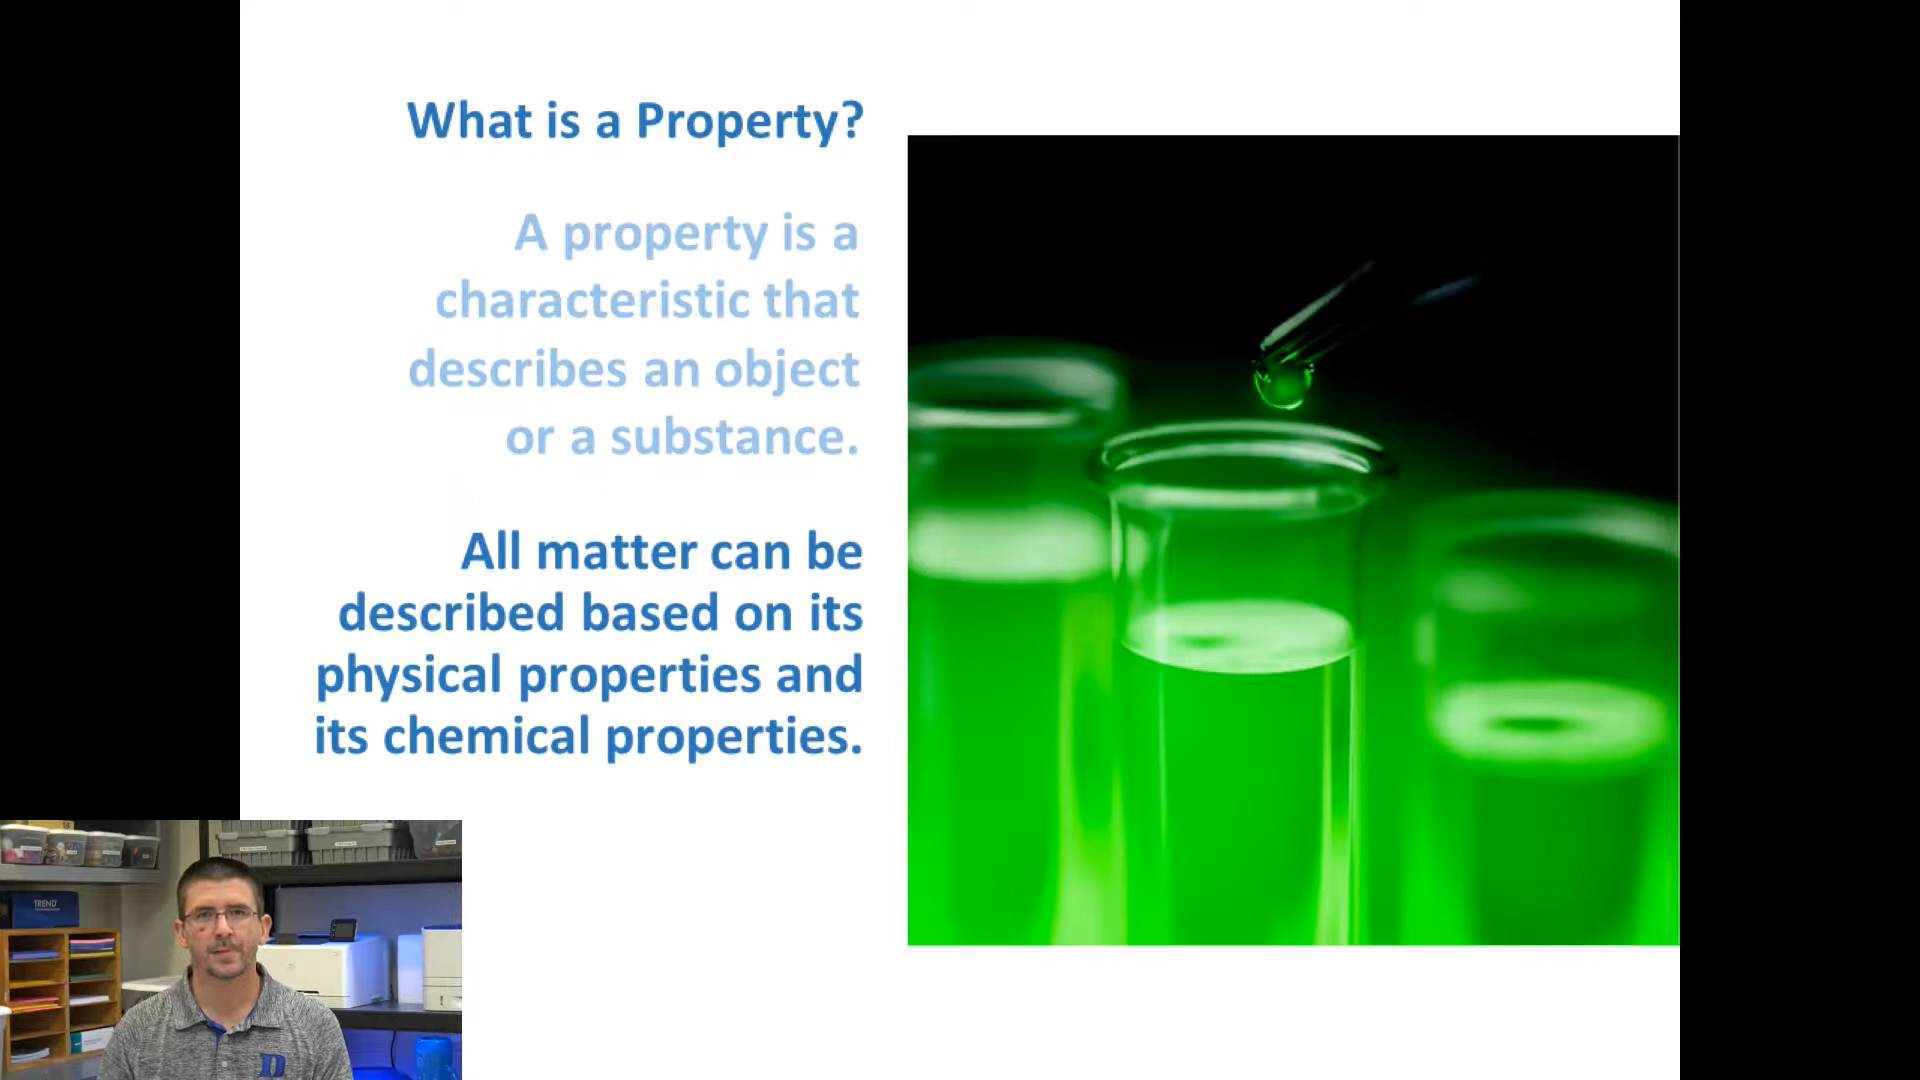 What is a Property?
A property is a
characteristic that
describes an object
or a substance.
All matter can be
described based on its
physical properties and
its chemical properties.
TREND
D